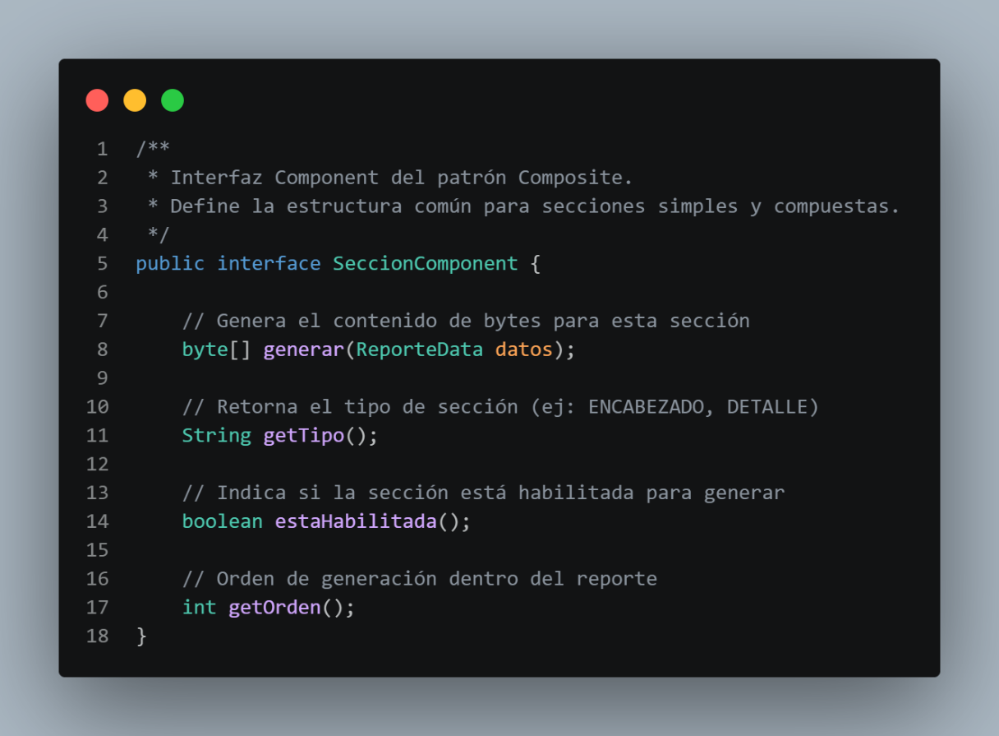 1 /**
2  * Interfaz Component del patrón Composite.
3  * Define la estructura común para secciones simples y compuestas.
4  */
5 public interface SeccionComponent {
6
7     // Genera el contenido de bytes para esta sección
8     byte[] generar(ReporteData datos);
9
10     // Retorna el tipo de sección (ej: ENCABEZADO, DETALLE)
11     String getTipo();
12
13     // Indica si la sección está habilitada para generar
14     boolean estaHabilitada();
15
16     // Orden de generación dentro del reporte
17     int getOrden();
18 }